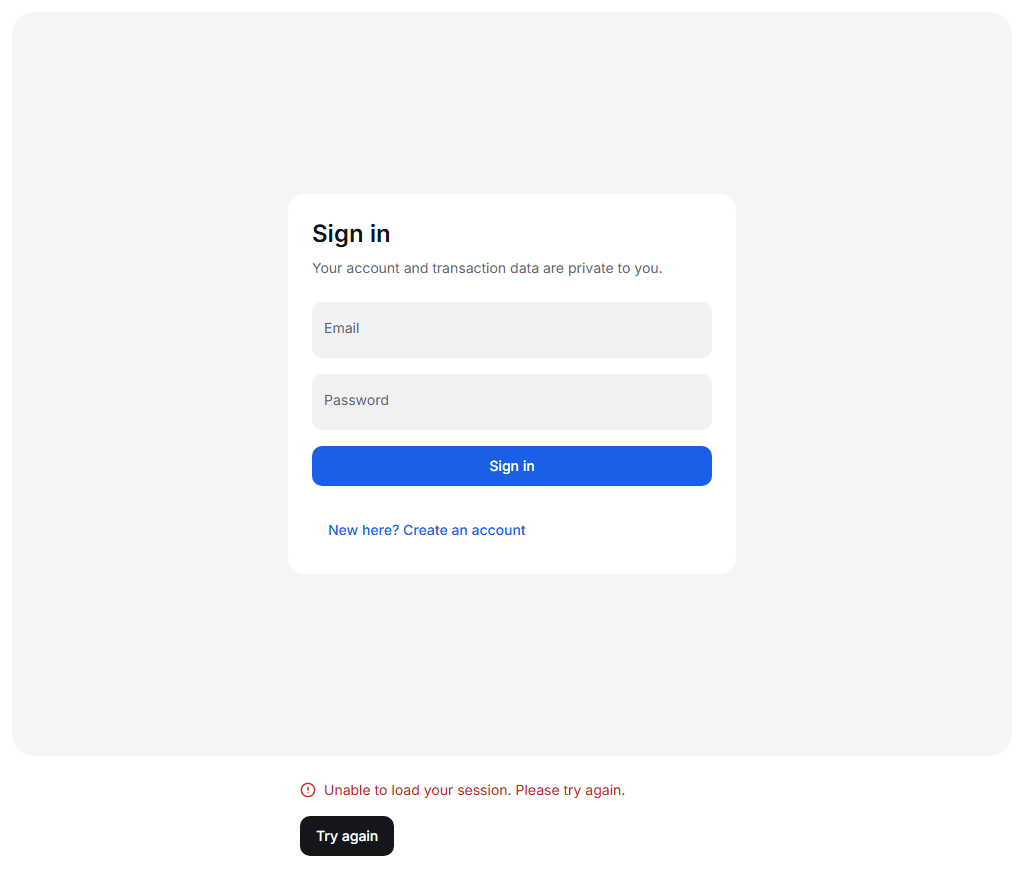 Sign in
Your account and transaction data are private to you.
Email
Password
Sign in
New here? Create an account
Unable to load your session. Please try again.
Try again